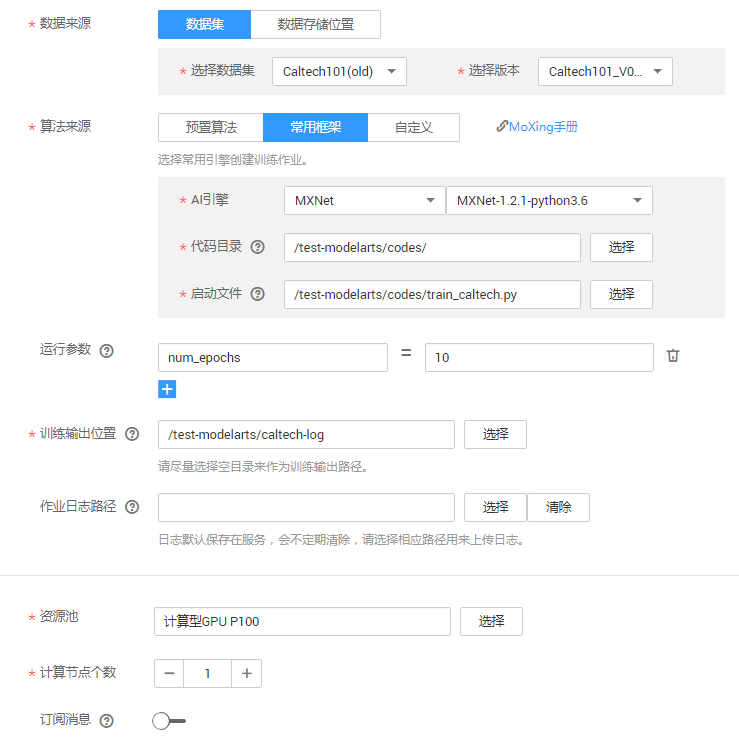 * 数据来源 数据集 数据存储位置
* 选择数据集 Caltech101(old) * 选择版本 Caltech101_V0...
* 算法来源 预置算法 常用框架 自定义 MoXing手册
选择常用引擎创建训练作业。
* AI引擎 MXNet MXNet-1.2.1-python3.6
* 代码目录 ? /test-modelarts/codes/ 选择
* 启动文件 ? /test-modelarts/codes/train_caltech.py 选择
运行参数 ? num_epochs = 10
+
* 训练输出位置 ? /test-modelarts/caltech-log 选择
请尽量选择空目录来作为训练输出路径。
作业日志路径 ? 选择 清除
日志默认保存在服务，会不定期清除，请选择相应路径用来上传日志。
* 资源池 计算型GPU P100 选择
* 计算节点个数 − 1 +
订阅消息 ?